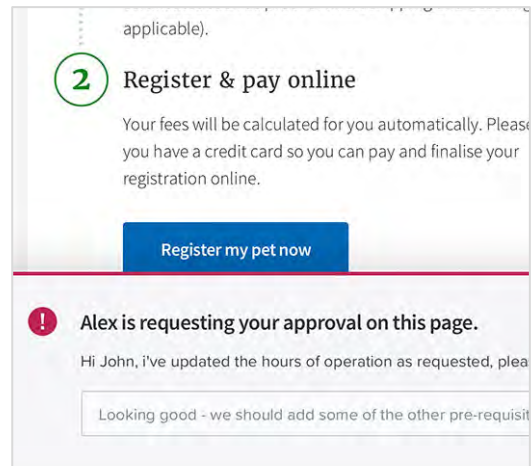 applicable).
2
Register & pay online
Your fees will be calculated for you automatically. Please
you have a credit card so you can pay and finalise your
registration online.
Register my pet now
!
Alex is requesting your approval on this page.
Hi John, i've updated the hours of operation as requested,
Looking good - we should add some of the other